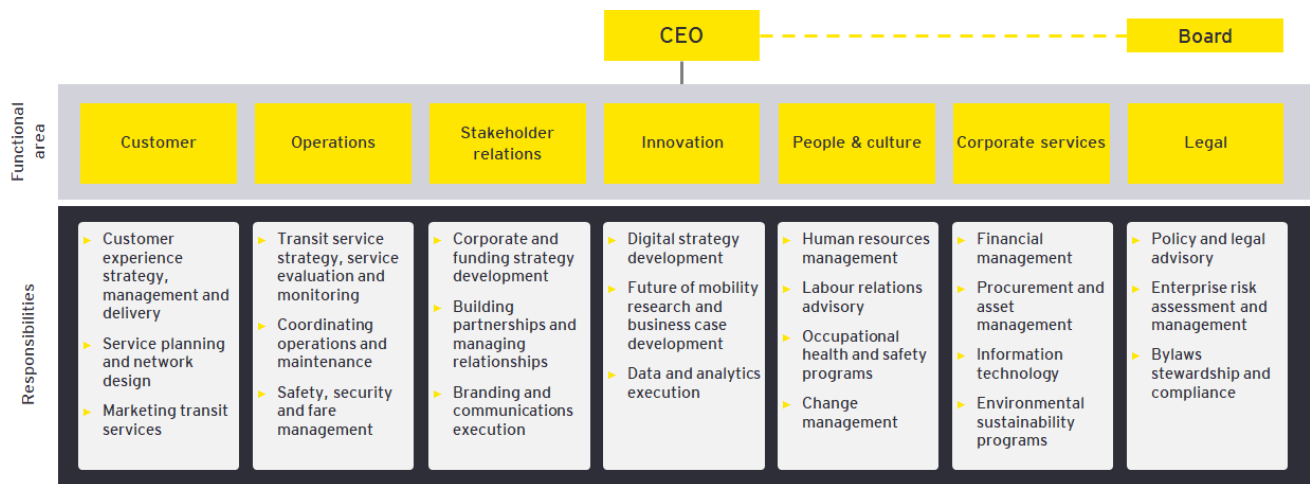 CEO
Board
Functional
area
Customer
Operations
Stakeholder
relations
Innovation
People & culture
Corporate services
Legal
Responsibilities
Customer
experience
strategy,
management and
delivery
Service planning
and network
design
Marketing transit
services
Transit service
strategy, service
evaluation and
monitoring
Coordinating
operations and
maintenance
Safety, security
and fare
management
Corporate and
funding strategy
development
Building
partnerships and
managing
relationships
Branding and
communications
execution
Digital strategy
development
Future of mobility
research and
business case
development
Data and analytics
execution
Human resources
management
Labour relations
advisory
Occupational
health and safety
programs
Change
management
Financial
management
Procurement and
asset
management
Information
technology
Environmental
sustainability
programs
Policy and legal
advisory
Enterprise risk
assessment and
management
Bylaws
stewardship and
compliance